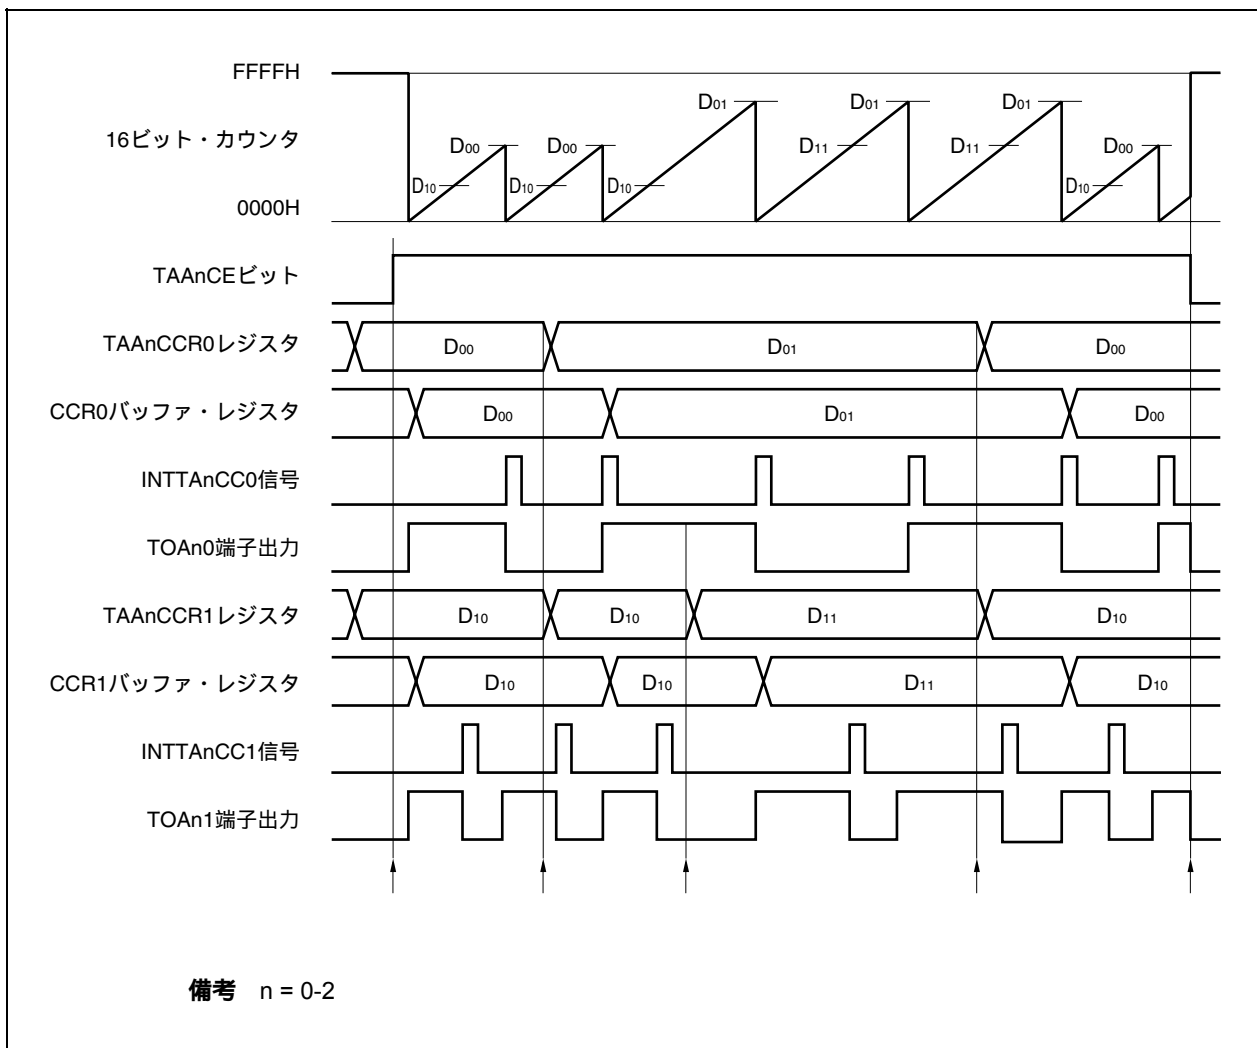 FFFFH
D01 D01 D01
16ビット・カウンタ
D00 D00 D11 D11 D00
D10 D10 D10 D10
0000H
TAAnCEビット
TAAnCCR0レジスタ D00 D01 D00
CCR0バッファ・レジスタ D00 D01 D00
INTTAnCC0信号
TOAn0端子出力
TAAnCCR1レジスタ D10 D10 D11 D10
CCR1バッファ・レジスタ D10 D10 D11 D10
INTTAnCC1信号
TOAn1端子出力
備考 n = 0-2